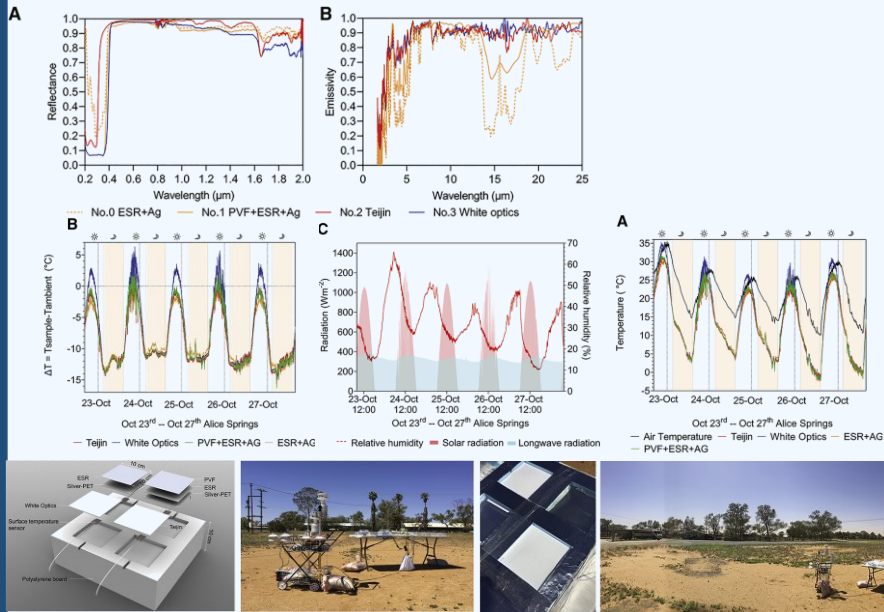 A
Reflectance
1.0
0.9
0.8
0.7
0.6
0.5
0.4
0.3
0.2
0.1
0.0
0.2 0.4 0.6 0.8 1.0 1.2 1.4 1.6 1.8 2.0
Wavelength (µm)
B
Emissivity
1.0
0.9
0.8
0.7
0.6
0.5
0.4
0.3
0.2
0.1
0.0
0 5 10 15 20 25
Wavelength (µm)
No.0 ESR+Ag No.1 PVF+ESR+Ag No.2 Teijin No.3 White optics
B
ΔT = Tsample-Tambient (°C)
5
0
-5
-10
-15
23-Oct 24-Oct 25-Oct 26-Oct 27-Oct
Oct 23rd -- Oct 27th Alice Springs
Teijin White Optics PVF+ESR+AG ESR+AG
C
Radiation (Wm-2)
1400
1200
1000
800
600
400
200
0
70
60
50
40
30
20
10
0
Relative humidity (%)
23-Oct 24-Oct 25-Oct 26-Oct 27-Oct
12:00 12:00 12:00 12:00 12:00
Oct 23rd -- Oct 27th Alice Springs
Relative humidity Solar radiation Longwave radiation
A
Temperature (°C)
35
30
25
20
15
10
5
0
-5
23-Oct 24-Oct 25-Oct 26-Oct 27-Oct
Oct 23rd -- Oct 27th Alice Springs
Air Temperature Teijin White Optics ESR+AG
PVF+ESR+AG
10 cm
ESR
Silver-PET
PVF
ESR
Silver-PET
White Optics
Surface temperature
sensor
Teijin
Polystyrene board